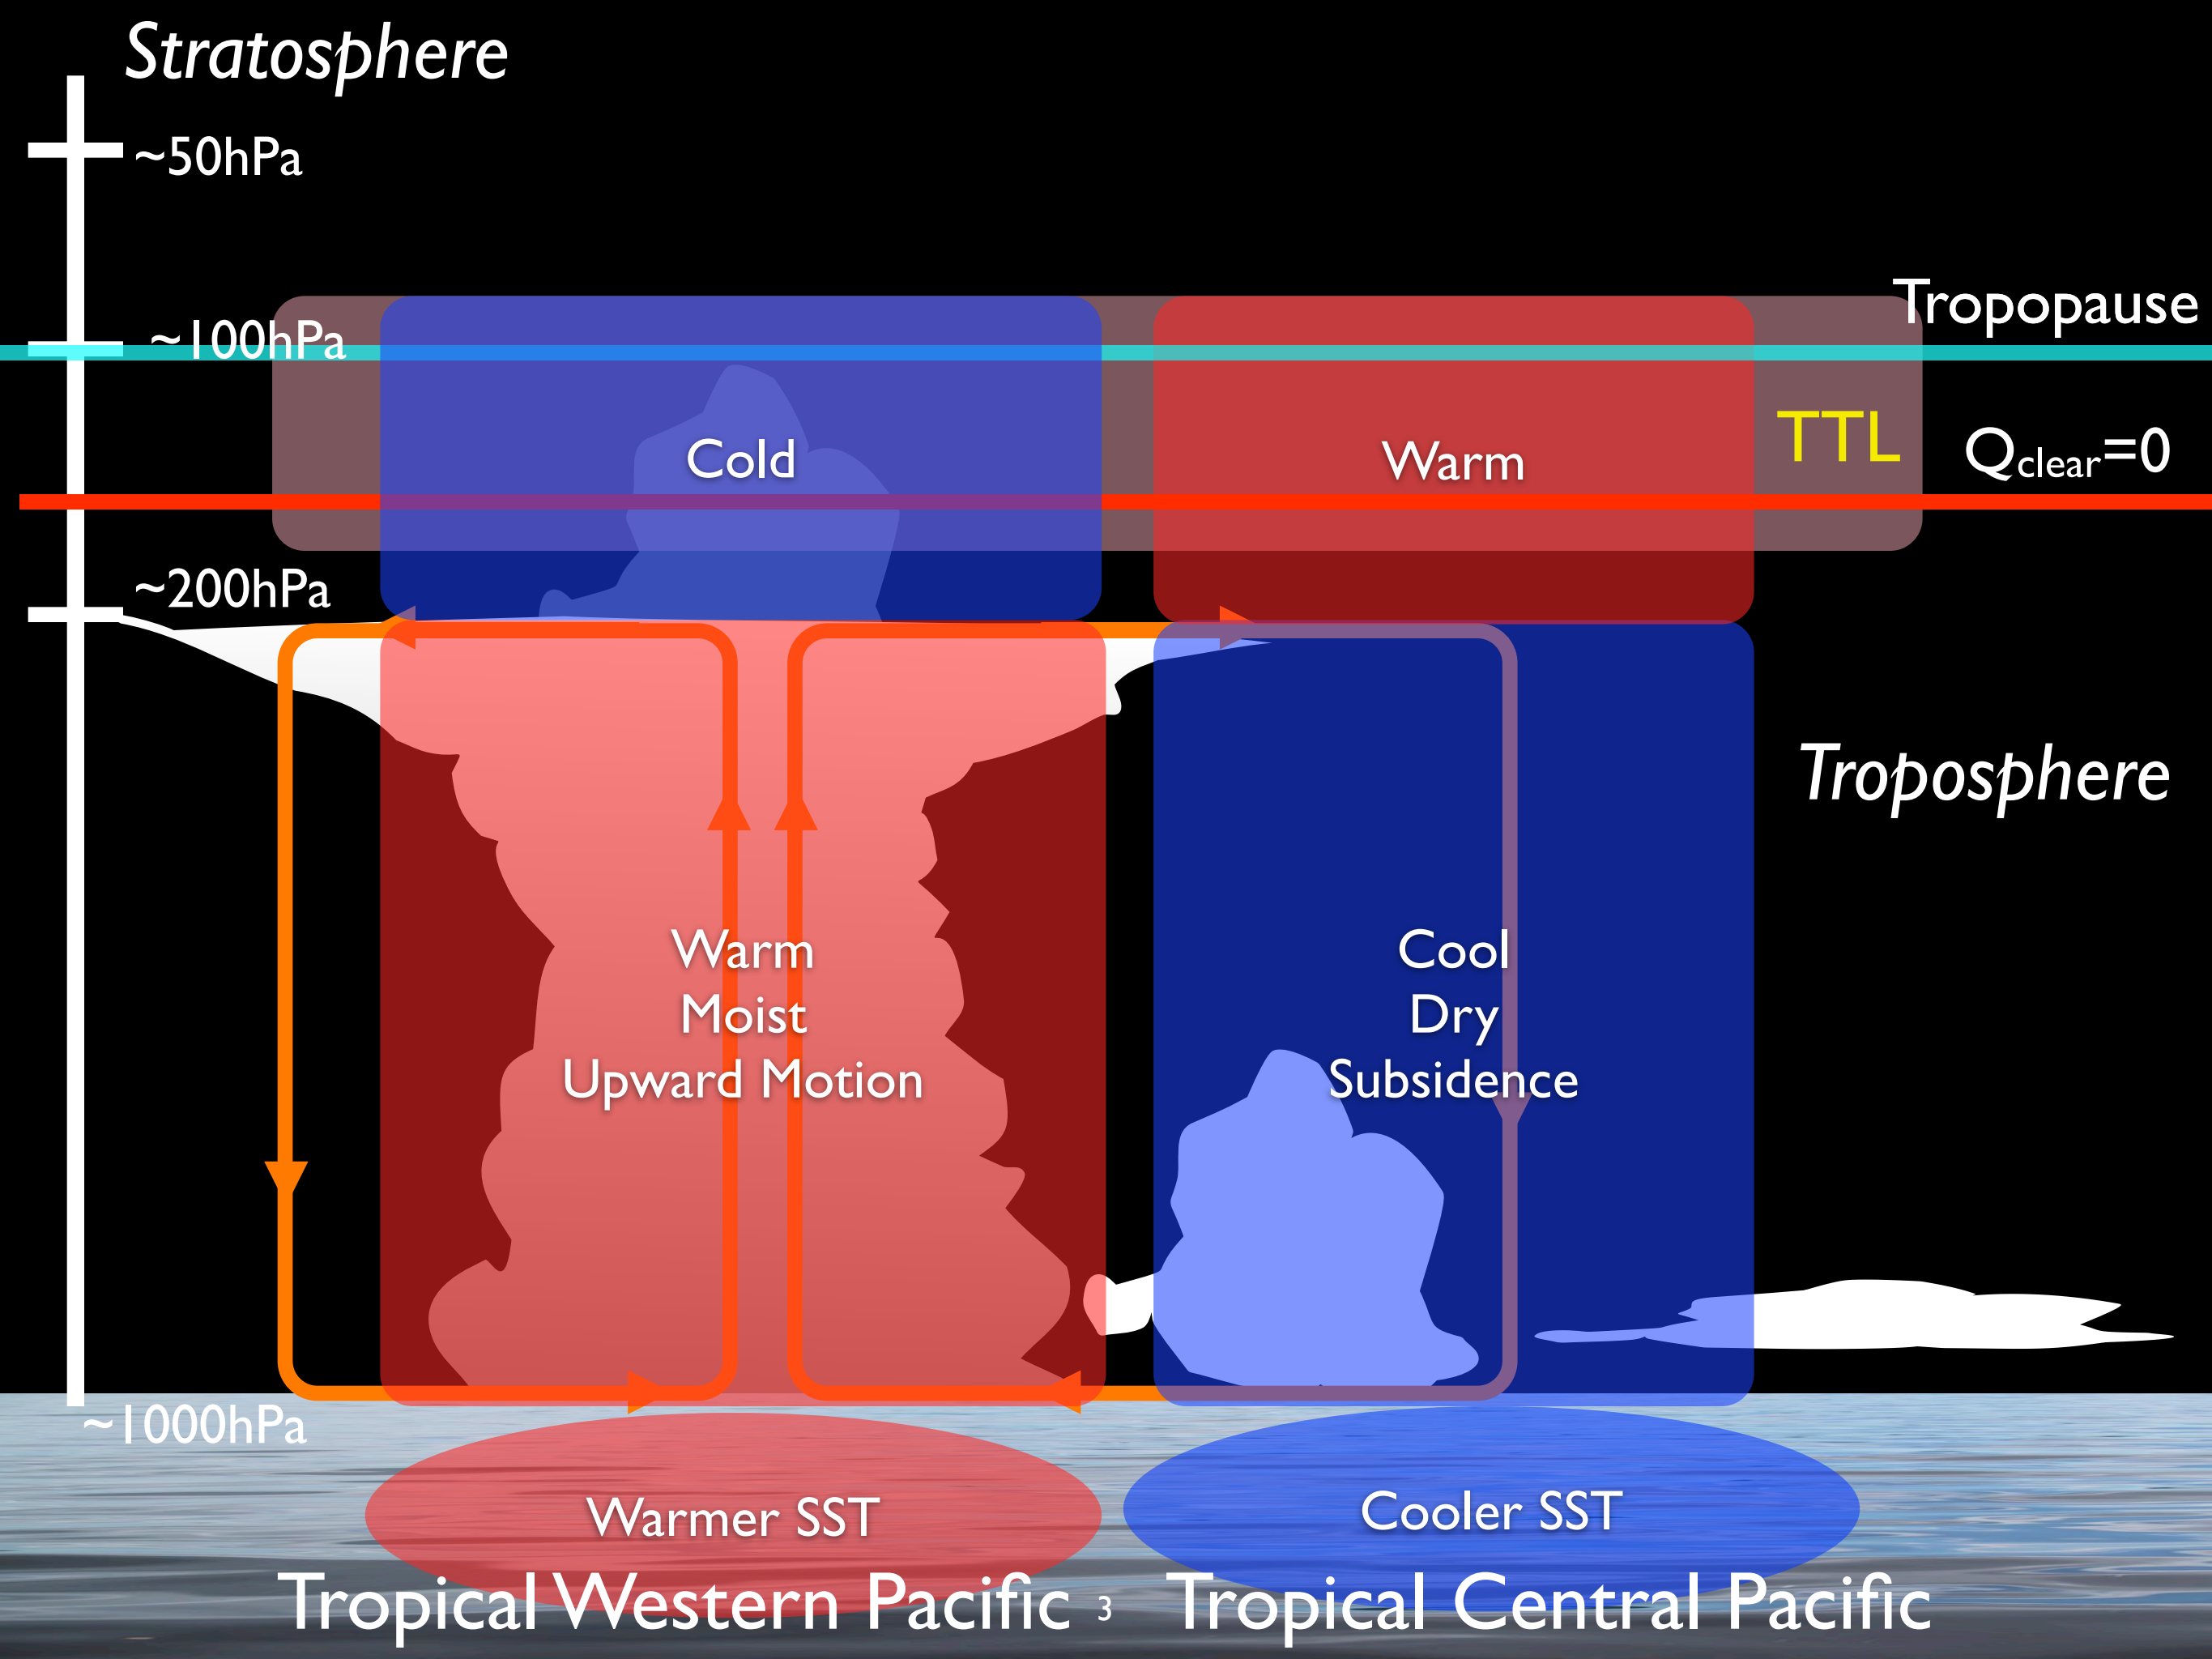 Stratosphere
~50hPa
Tropopause
~100hPa
TTL
Qclear=0
Cold
Warm
~200hPa
Troposphere
Warm
Moist
Upward Motion
Cool
Dry
Subsidence
~1000hPa
Warmer SST
Cooler SST
Tropical Western Pacific
3
Tropical Central Pacific